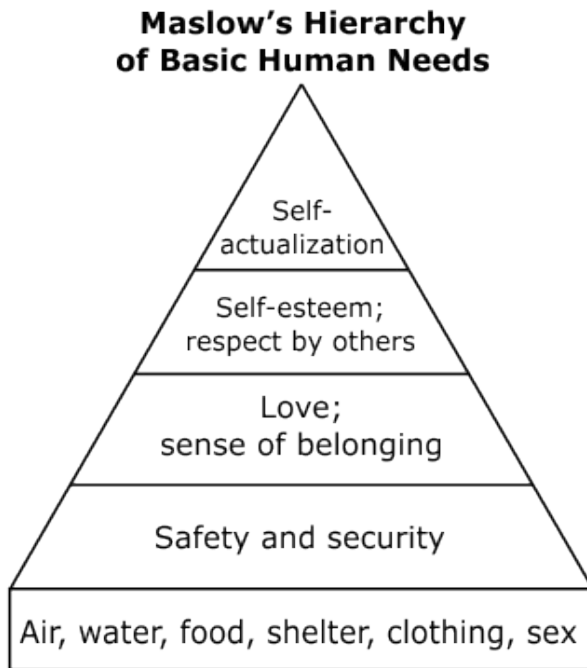 Maslow's Hierarchy
of Basic Human Needs
Self-
actualization
Self-esteem;
respect by others
Love;
sense of belonging
Safety and security
Air, water, food, shelter, clothing, sex